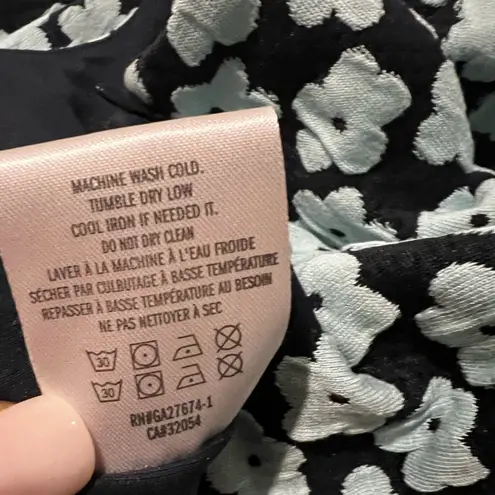 MACHINE WASH COLD.
TUMBLE DRY LOW
COOL IRON IF NEEDED IT.
DO NOT DRY CLEAN
LAVER À LA MACHINE À L'EAU FROIDE
SÉCHER PAR CULBUTAGE À BASSE TEMPÉRATURE
REPASSER À BASSE TEMPÉRATURE AU BESOIN
NE PAS NETTOYER À SEC
30
30
RN#GA27674-1
CA#32054